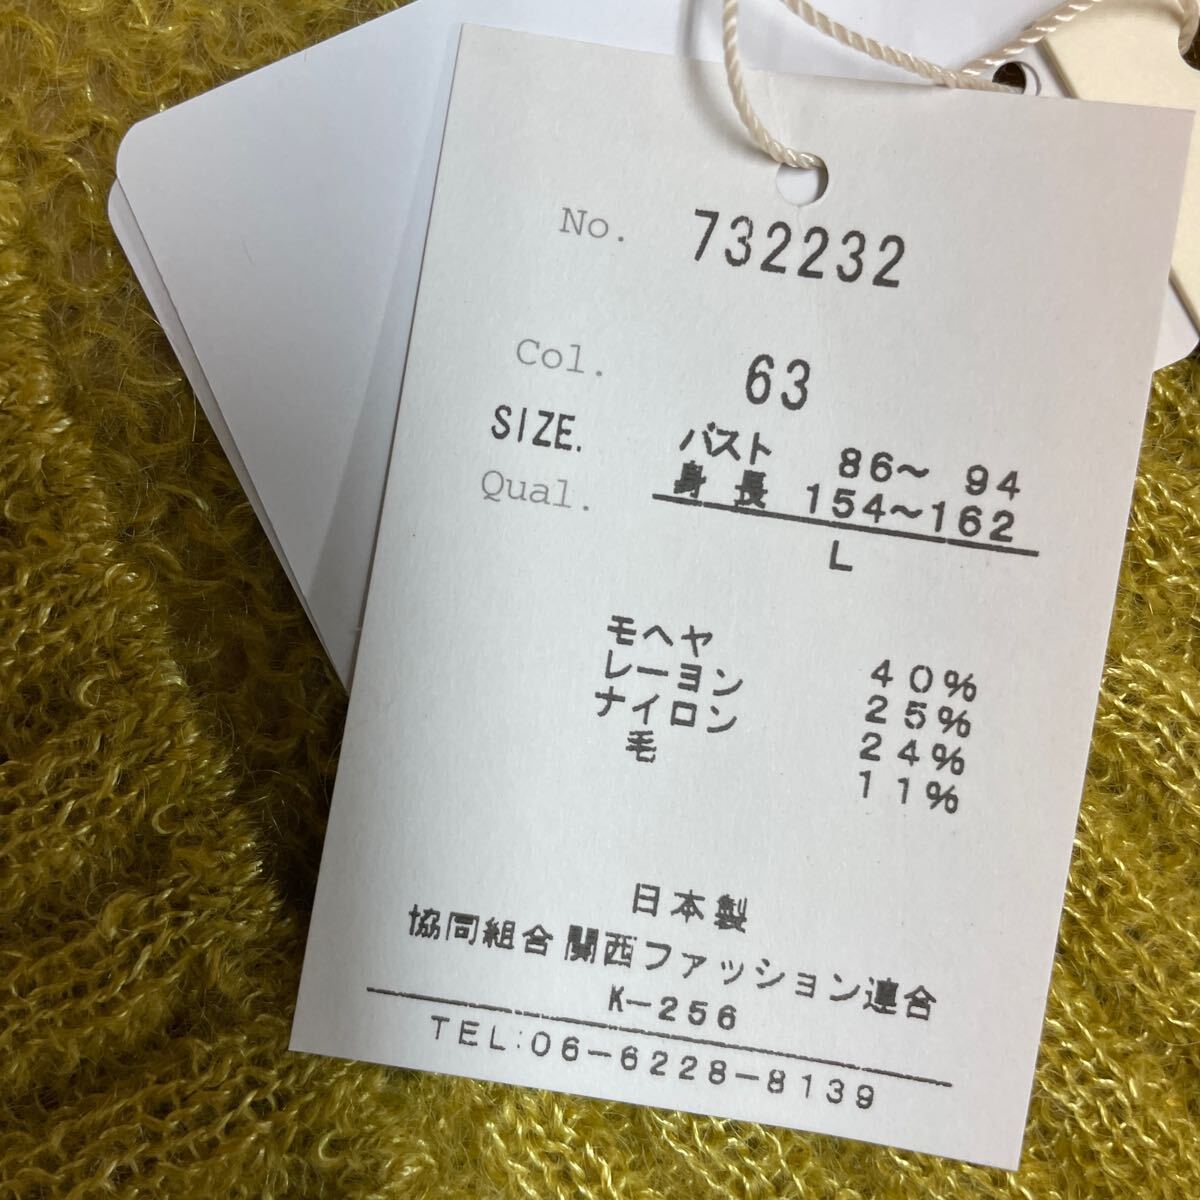 No. 732232
Col. 63
SIZE. バスト 86～ 94
身長 154～162
Qual.
L
モヘヤ 40%
レーヨン 25%
ナイロン 24%
毛 11%
日本製
協同組合 関西ファッション連合
K-256
TEL:06-6228-8139